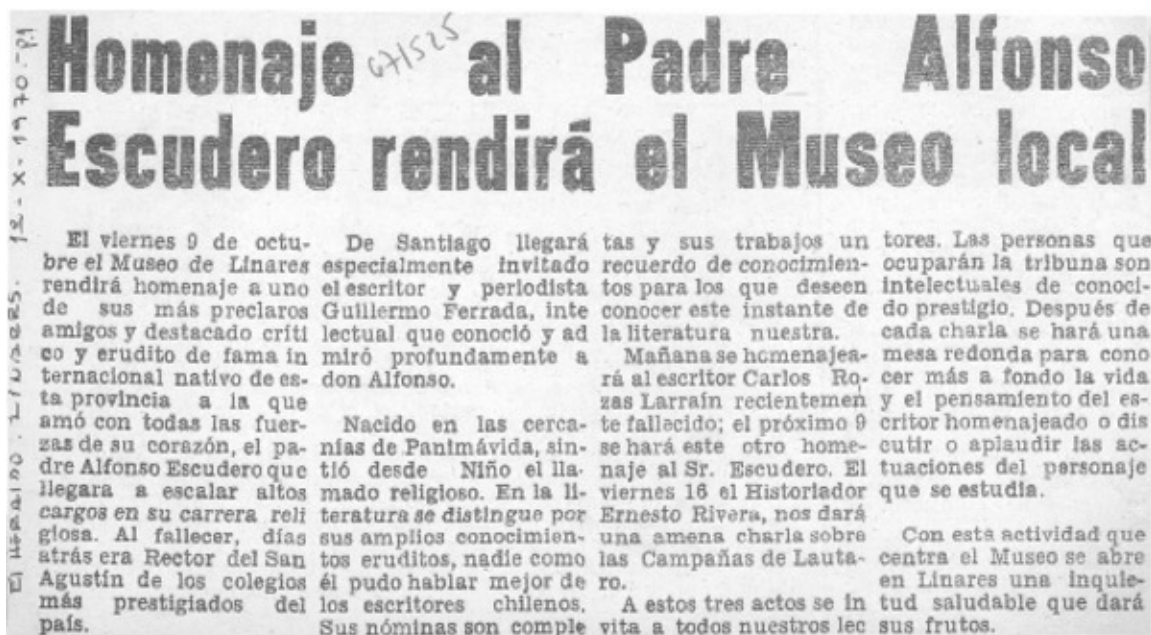 Homenaje al Padre Alfonso
Escudero rendirá el Museo local
67/525
El Heraldo. Linares. 12-X-1970-P.1
El viernes 9 de octu-
bre el Museo de Linares
rendirá homenaje a uno
de sus más preclaros
amigos y destacado críti
co y erudito de fama in
ternacional nativo de es-
ta provincia a la que
amó con todas las fuer-
zas de su corazón, el pa-
dre Alfonso Escudero que
llegara a escalar altos
cargos en su carrera reli
giosa. Al fallecer, días
atrás era Rector del San
Agustín de los colegios
más prestigiados del
país.
De Santiago llegará
especialmente invitado
el escritor y periodista
Guillermo Ferrada, inte
lectual que conoció y ad
miró profundamente a
don Alfonso.
Nacido en las cerca-
nías de Panimávida, sin-
tió desde Niño el lla-
mado religioso. En la li-
teratura se distingue por
sus amplios conocimien-
tos eruditos, nadie como
él pudo hablar mejor de
los escritores chilenos.
Sus nóminas son comple
tas y sus trabajos un
recuerdo de conocimien-
tos para los que deseen
conocer este instante de
la literatura nuestra.
Mañana se homenajea-
rá al escritor Carlos Ro-
zas Larraín recientemen
te fallecido; el próximo 9
se hará este otro home-
naje al Sr. Escudero. El
viernes 16 el Historiador
Ernesto Rivera, nos dará
una amena charla sobre
las Campañas de Lauta-
ro.
A estos tres actos se in
vita a todos nuestros lec
tores. Las personas que
ocuparán la tribuna son
intelectuales de conoci-
do prestigio. Después de
cada charla se hará una
mesa redonda para cono
cer más a fondo la vida
y el pensamiento del es-
critor homenajeado o dis
cutir o aplaudir las ac-
tuaciones del personaje
que se estudia.
Con esta actividad que
centra el Museo se abre
en Linares una inquie-
tud saludable que dará
sus frutos.